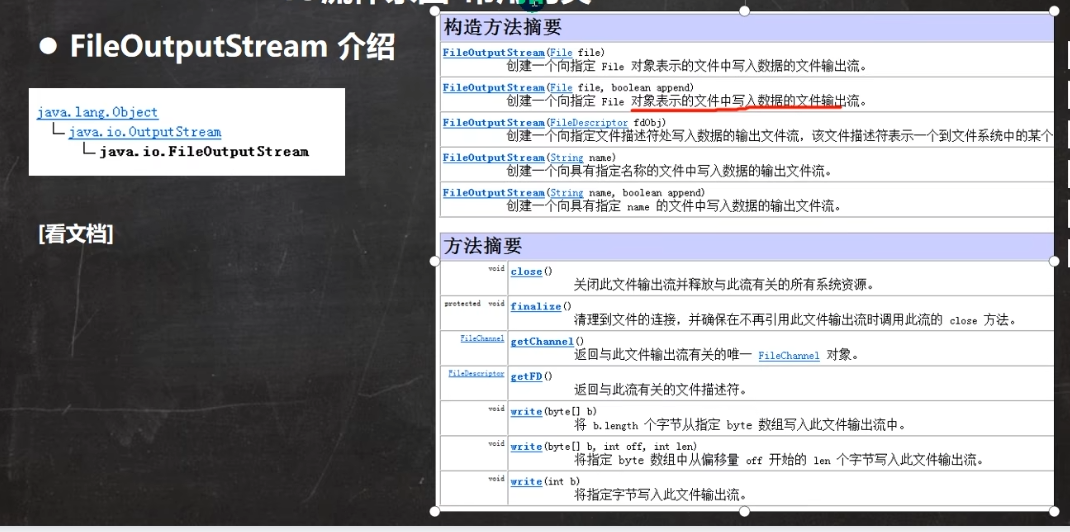 ● FileOutputStream 介绍
java.lang.Object
java.io.OutputStream
java.io.FileOutputStream
[看文档]
构造方法摘要
FileOutputStream(File file)
创建一个向指定 File 对象表示的文件中写入数据的文件输出流。
FileOutputStream(File file, boolean append)
创建一个向指定 File 对象表示的文件中写入数据的文件输出流。
FileOutputStream(FileDescriptor fdObj)
创建一个向指定文件描述符处写入数据的输出文件流，该文件描述符表示一个到文件系统中的某个
FileOutputStream(String name)
创建一个向具有指定名称的文件中写入数据的输出文件流。
FileOutputStream(String name, boolean append)
创建一个向具有指定 name 的文件中写入数据的输出文件流。
方法摘要
void close()
关闭此文件输出流并释放与此流有关的所有系统资源。
protected void finalize()
清理到文件的连接，并确保在不再引用此文件输出流时调用此流的 close 方法。
FileChannel getChannel()
返回与此文件输出流有关的唯一 FileChannel 对象。
FileDescriptor getFD()
返回与此流有关的文件描述符。
void write(byte[] b)
将 b.length 个字节从指定 byte 数组写入此文件输出流中。
void write(byte[] b, int off, int len)
将指定 byte 数组中从偏移量 off 开始的 len 个字节写入此文件输出流。
void write(int b)
将指定字节写入此文件输出流。